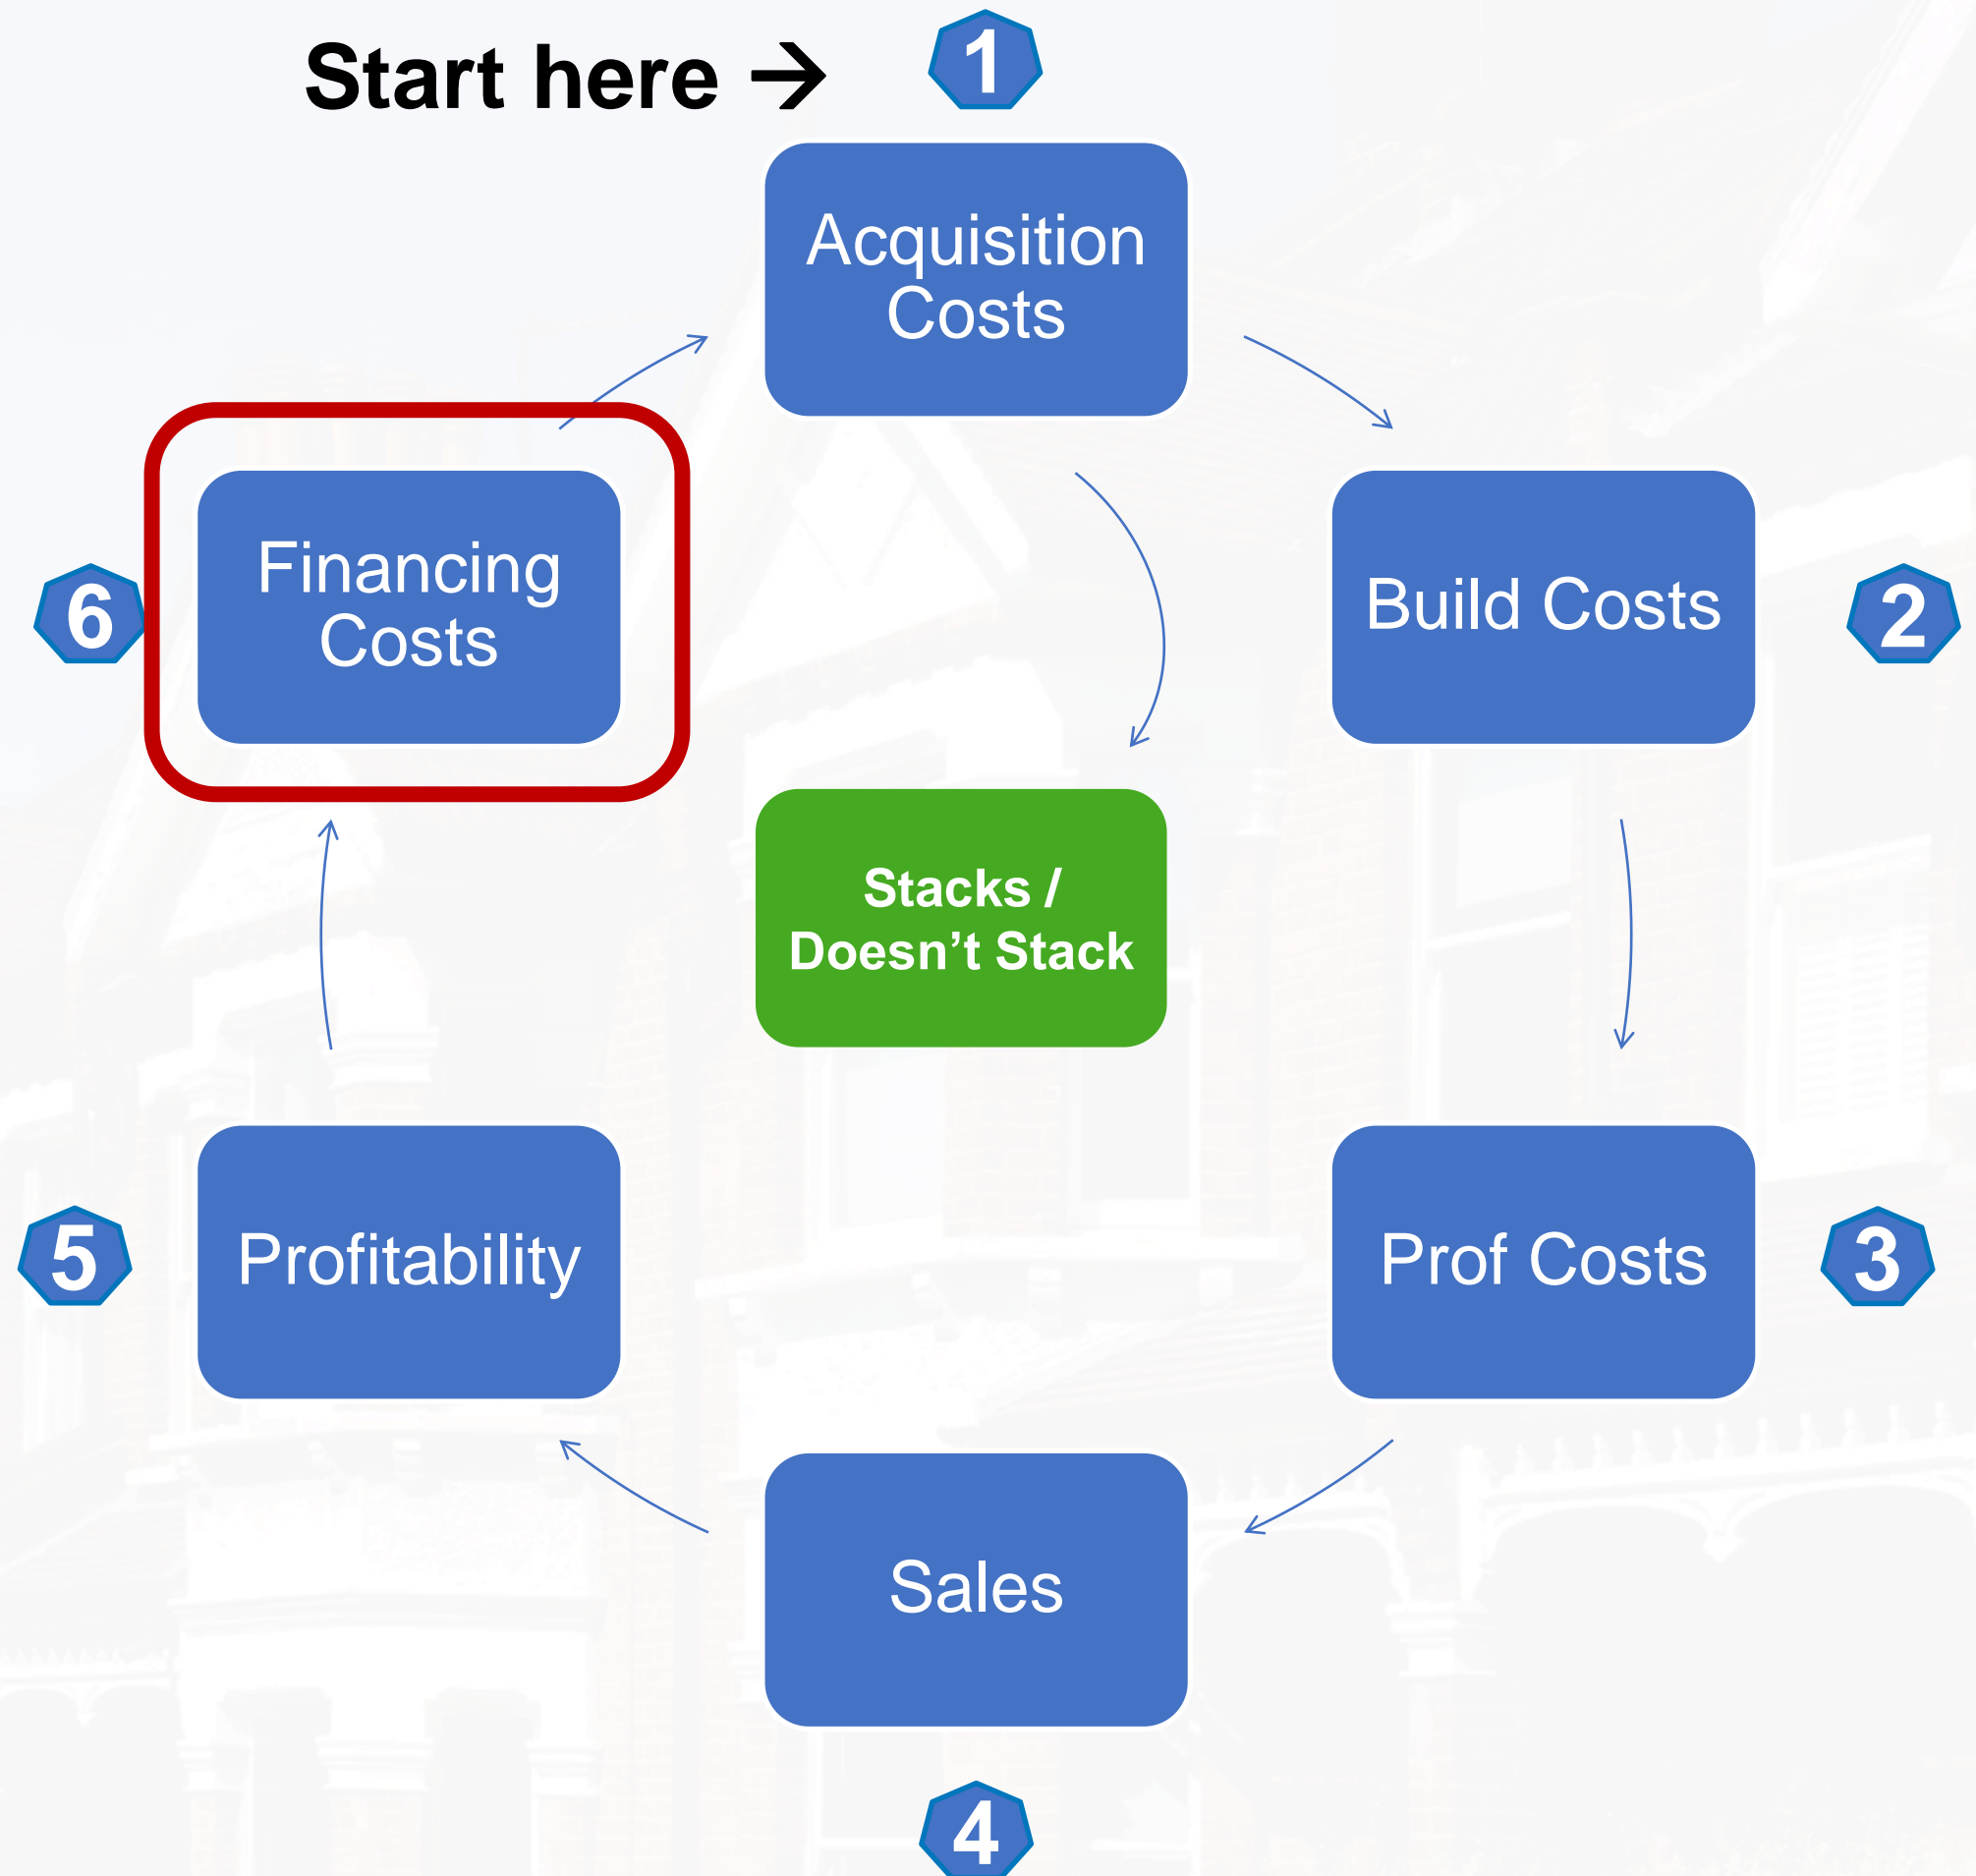 Start here →
1
Acquisition
Costs
Build Costs
2
Prof Costs
3
Sales
4
Profitability
5
Financing
Costs
6
Stacks /
Doesn’t Stack